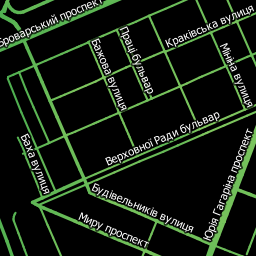 Броварський проспект
Краківська вулиця
Праці бульвар
Бажова вулиця
Мініна вулиця
Верховної Ради бульвар
Баха вулиця
Будівельників вулиця
Миру проспект
Юрія Гагаріна проспект